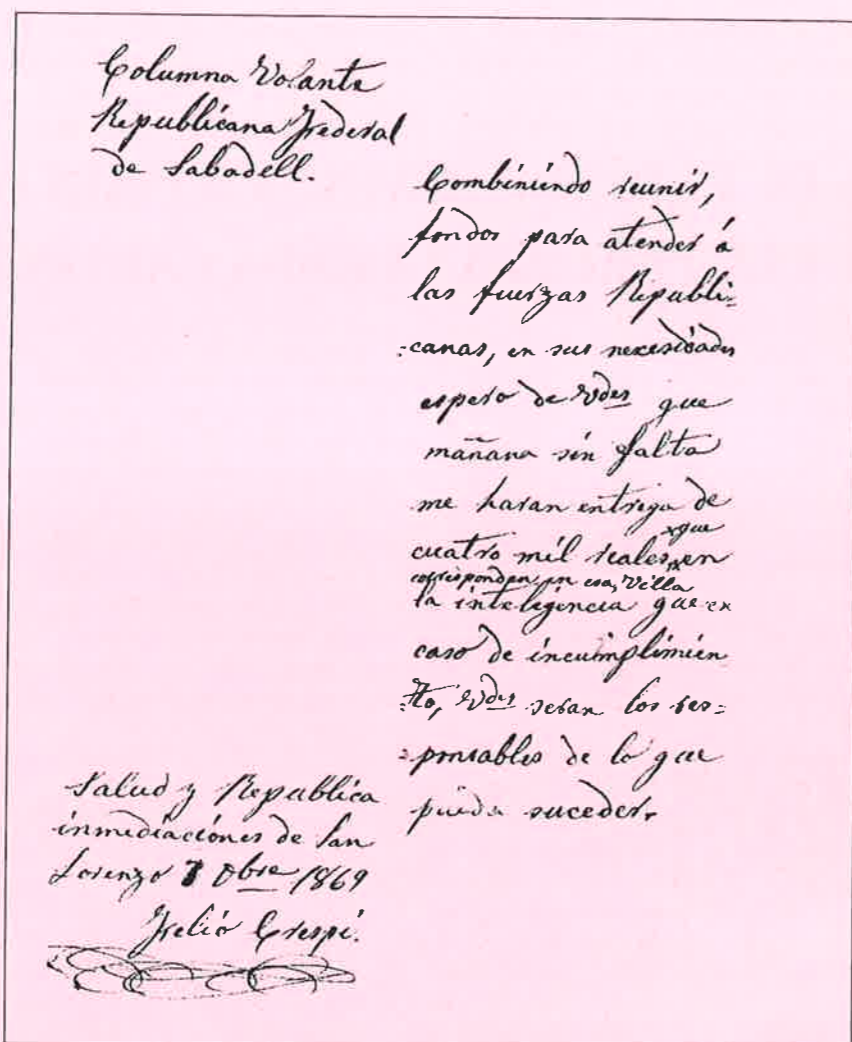 Columna Volante
Republicana Federal
de Sabadell.
Combiniendo reunir,
fondos para atender á
las fuerzas Republi=
=canas, en sus necesidades
espero de Vdes que
mañana sin falta
me haran entrega de
cuatro mil reales, en
que
corresponden en esa, Villa
la inteligencia que en
caso de incumplimien
=to, Vdes seran los res=
=ponsables de lo que
pueda suceder.
Salud y Republica
inmediaciones de San
Lorenzo 7 Obre 1869
Crespi.